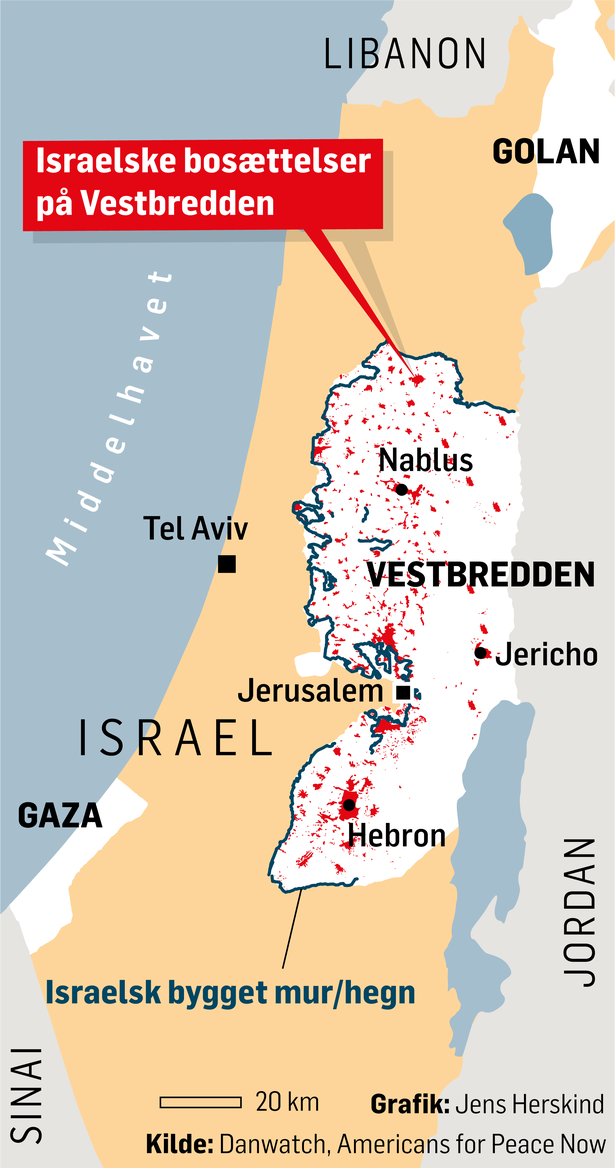 LIBANON
GOLAN
Israelske bosættelser
på Vestbredden
Middelhavet
Nablus
Tel Aviv
VESTBREDDEN
Jericho
Jerusalem
ISRAEL
GAZA
Hebron
JORDAN
Israelsk bygget mur/hegn
SINAI
20 km
Grafik: Jens Herskind
Kilde: Danwatch, Americans for Peace Now